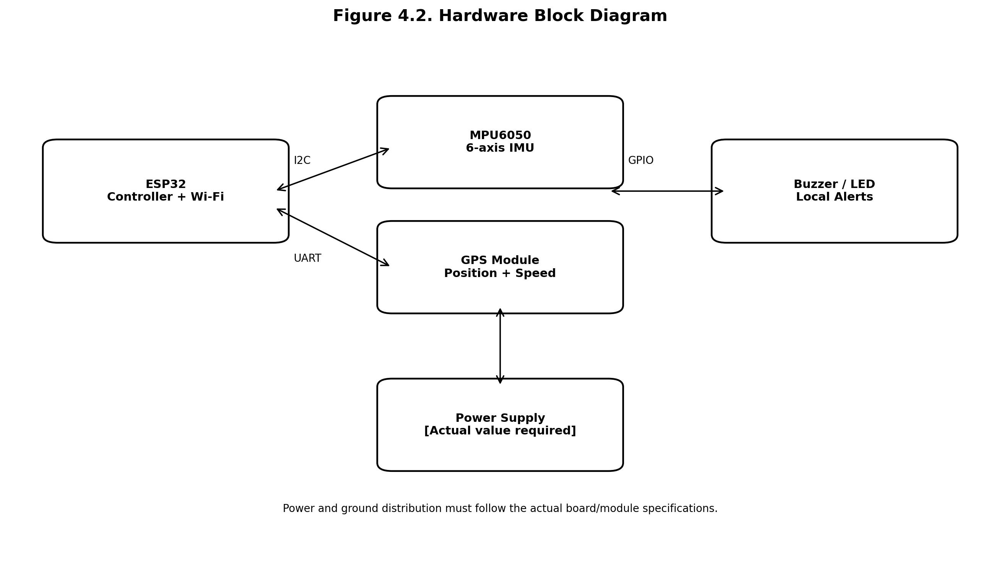 Figure 4.2. Hardware Block Diagram
MPU6050
6-axis IMU
I2C
GPIO
ESP32
Controller + Wi-Fi
Buzzer / LED
Local Alerts
UART
GPS Module
Position + Speed
Power Supply
[Actual value required]
Power and ground distribution must follow the actual board/module specifications.